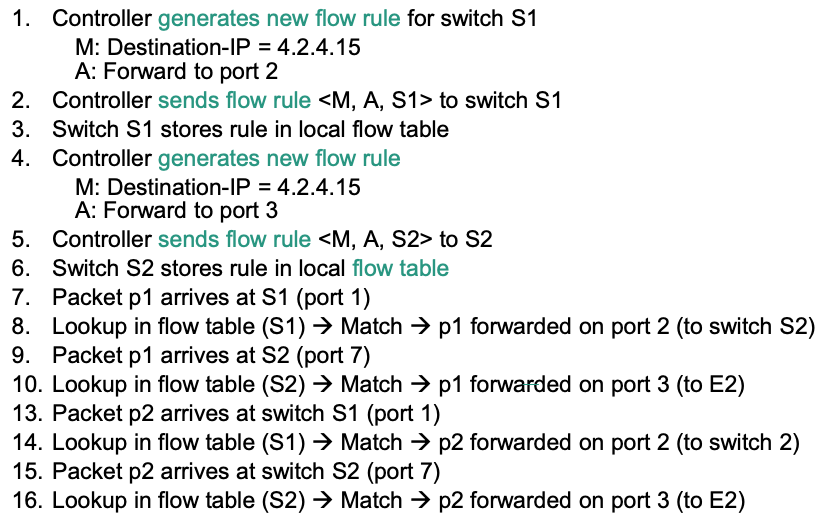 1. Controller generates new flow rule for switch S1
M: Destination-IP = 4.2.4.15
A: Forward to port 2
2. Controller sends flow rule <M, A, S1> to switch S1
3. Switch S1 stores rule in local flow table
4. Controller generates new flow rule
M: Destination-IP = 4.2.4.15
A: Forward to port 3
5. Controller sends flow rule <M, A, S2> to S2
6. Switch S2 stores rule in local flow table
7. Packet p1 arrives at S1 (port 1)
8. Lookup in flow table (S1) → Match → p1 forwarded on port 2 (to switch S2)
9. Packet p1 arrives at S2 (port 7)
10. Lookup in flow table (S2) → Match → p1 forwarded on port 3 (to E2)
13. Packet p2 arrives at switch S1 (port 1)
14. Lookup in flow table (S1) → Match → p2 forwarded on port 2 (to switch 2)
15. Packet p2 arrives at switch S2 (port 7)
16. Lookup in flow table (S2) → Match → p2 forwarded on port 3 (to E2)